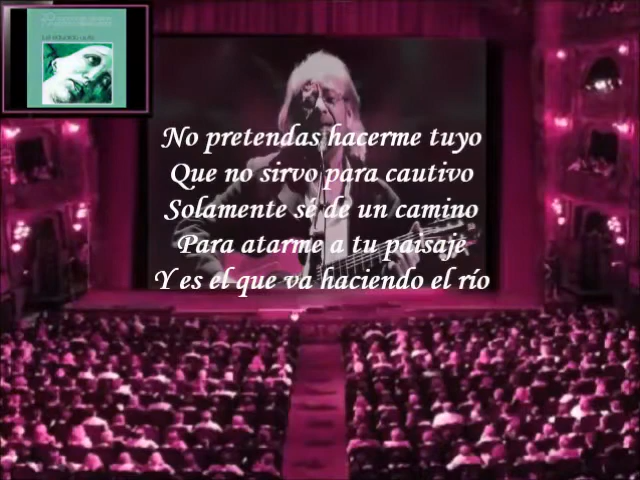 No pretendas hacerme tuyo
Que no sirvo para cautivo
Solamente sé de un camino
Para atarme a tu paisaje
Y es el que va haciendo el río